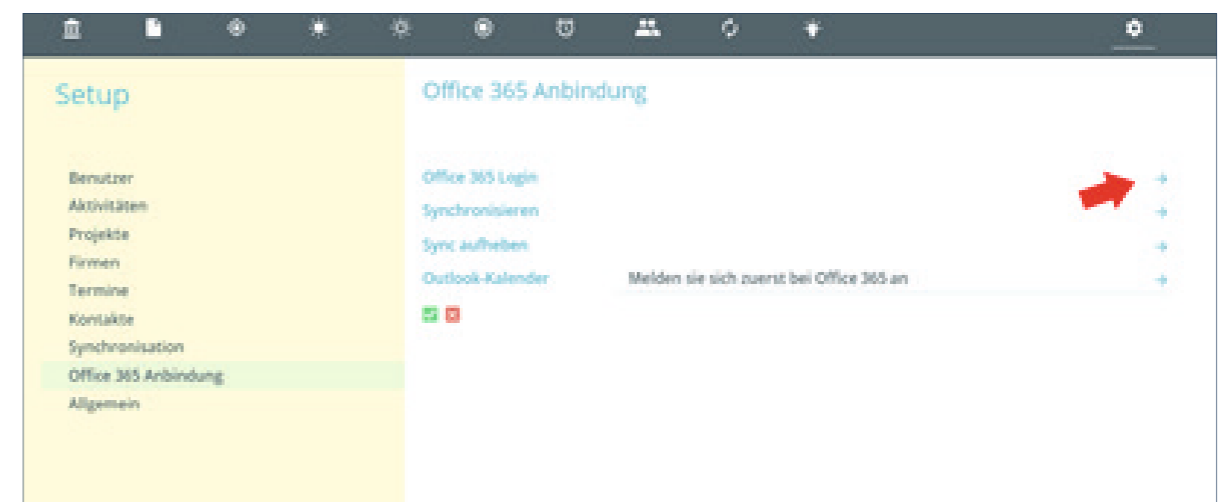 Setup
Benutzer
Aktivitäten
Projekte
Firmen
Termine
Kontakte
Synchronisation
Office 365 Anbindung
Allgemein
Office 365 Anbindung
Office 365 Login
Synchronisieren
Sync aufheben
Outlook-Kalender Melden sie sich zuerst bei Office 365 an